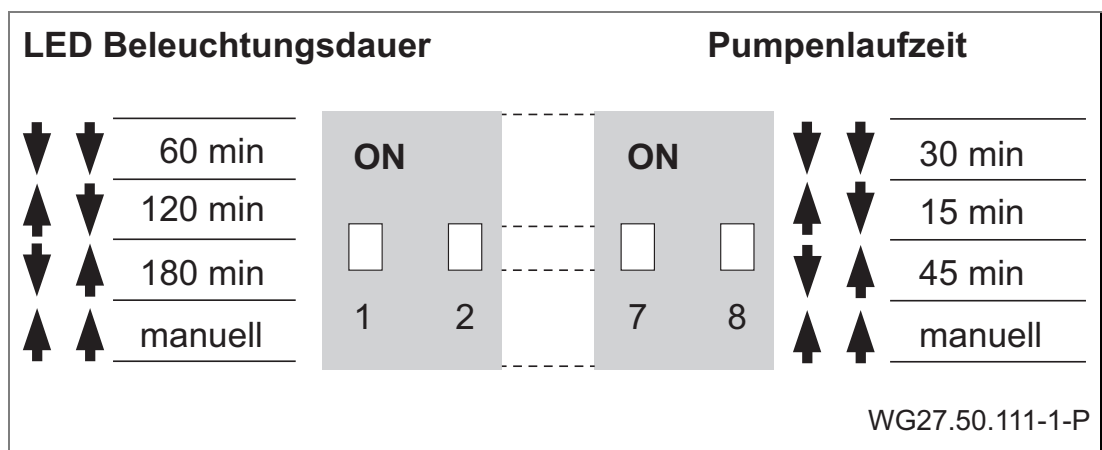 LED Beleuchtungsdauer Pumpenlaufzeit
60 min ON ON 30 min
120 min 15 min
180 min 45 min
1 2 7 8
manuell manuell
WG27.50.111-1-P